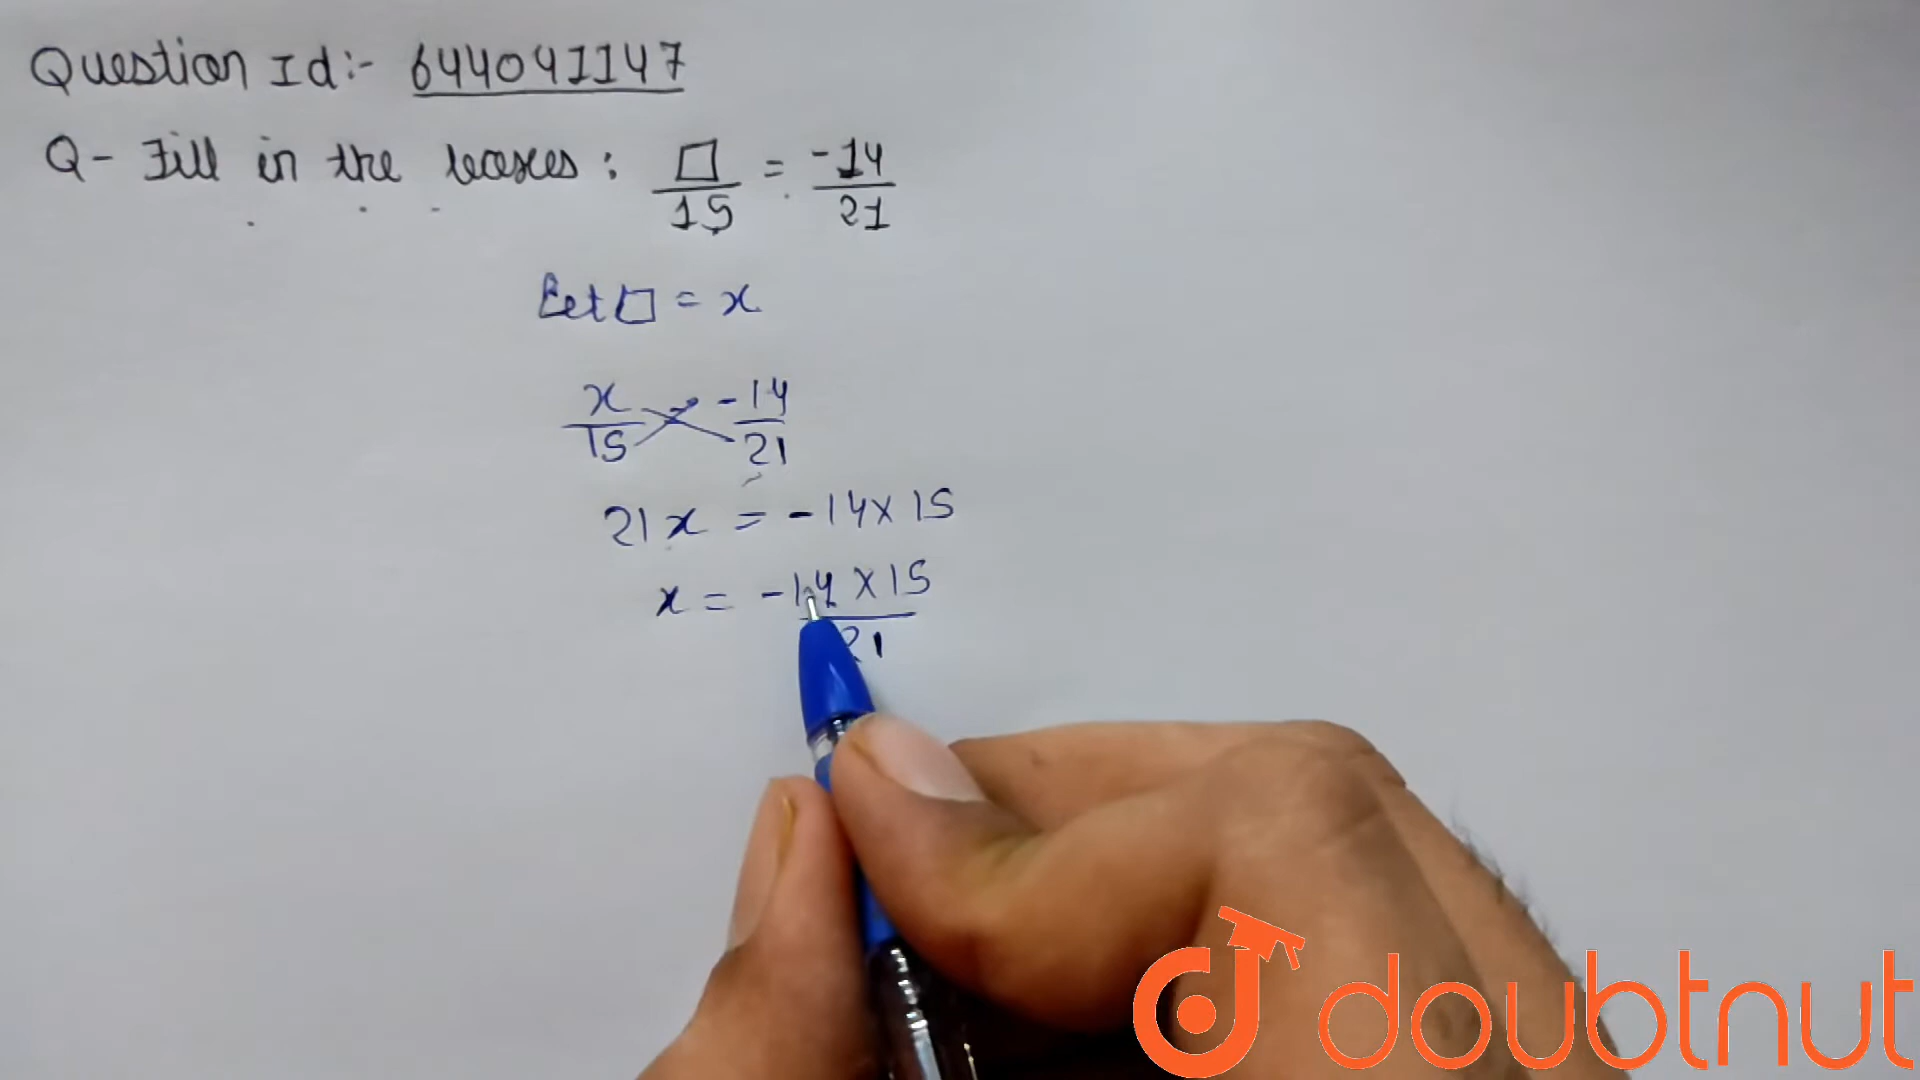 Question Id:- 644041147
Q- Fill in the boxes: □/15 = -14/21
Let □ = x
x/15 -14/21
21x = -14×15
x = -14×15/21
doubtnut